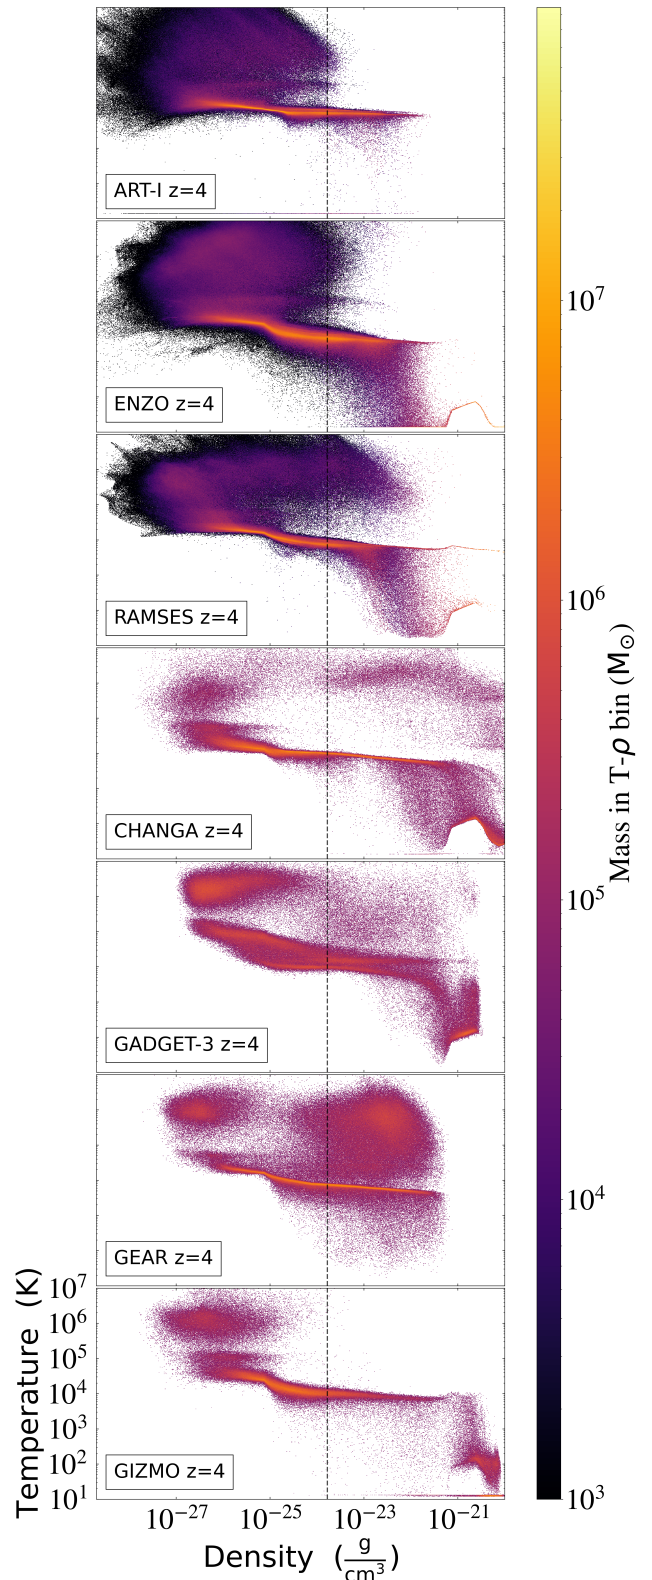 ART-I z=4
ENZO z=4
RAMSES z=4
CHANGA z=4
GADGET-3 z=4
GEAR z=4
GIZMO z=4
10⁷
10⁶
10⁵
10⁴
10³
10²
10¹
Temperature (K)
10⁻²⁷ 10⁻²⁵ 10⁻²³ 10⁻²¹
Density (g/cm³)
10⁷
10⁶
10⁵
10⁴
10³
Mass in T-ρ bin (M⊙)